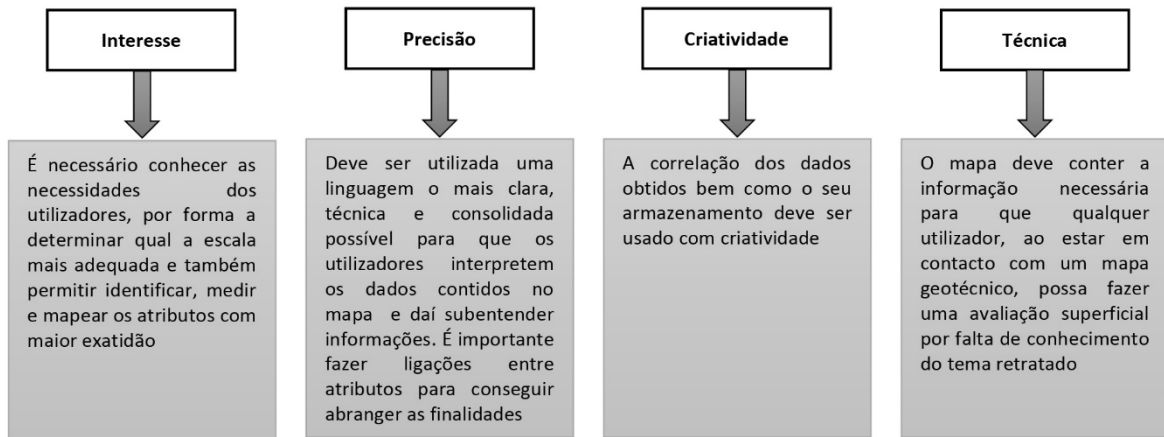 Interesse
É necessário conhecer as
necessidades dos
utilizadores, por forma a
determinar qual a escala
mais adequada e também
permitir identificar, medir
e mapear os atributos com
maior exatidão
Precisão
Deve ser utilizada uma
linguagem o mais clara,
técnica e consolidada
possível para que os
utilizadores interpretem
os dados contidos no
mapa e daí subentender
informações. É importante
fazer ligações entre
atributos para conseguir
abranger as finalidades
Criatividade
A correlação dos dados
obtidos bem como o seu
armazenamento deve ser
usado com criatividade
Técnica
O mapa deve conter a
informação necessária
para que qualquer
utilizador, ao estar em
contacto com um mapa
geotécnico, possa fazer
uma avaliação superficial
por falta de conhecimento
do tema retratado